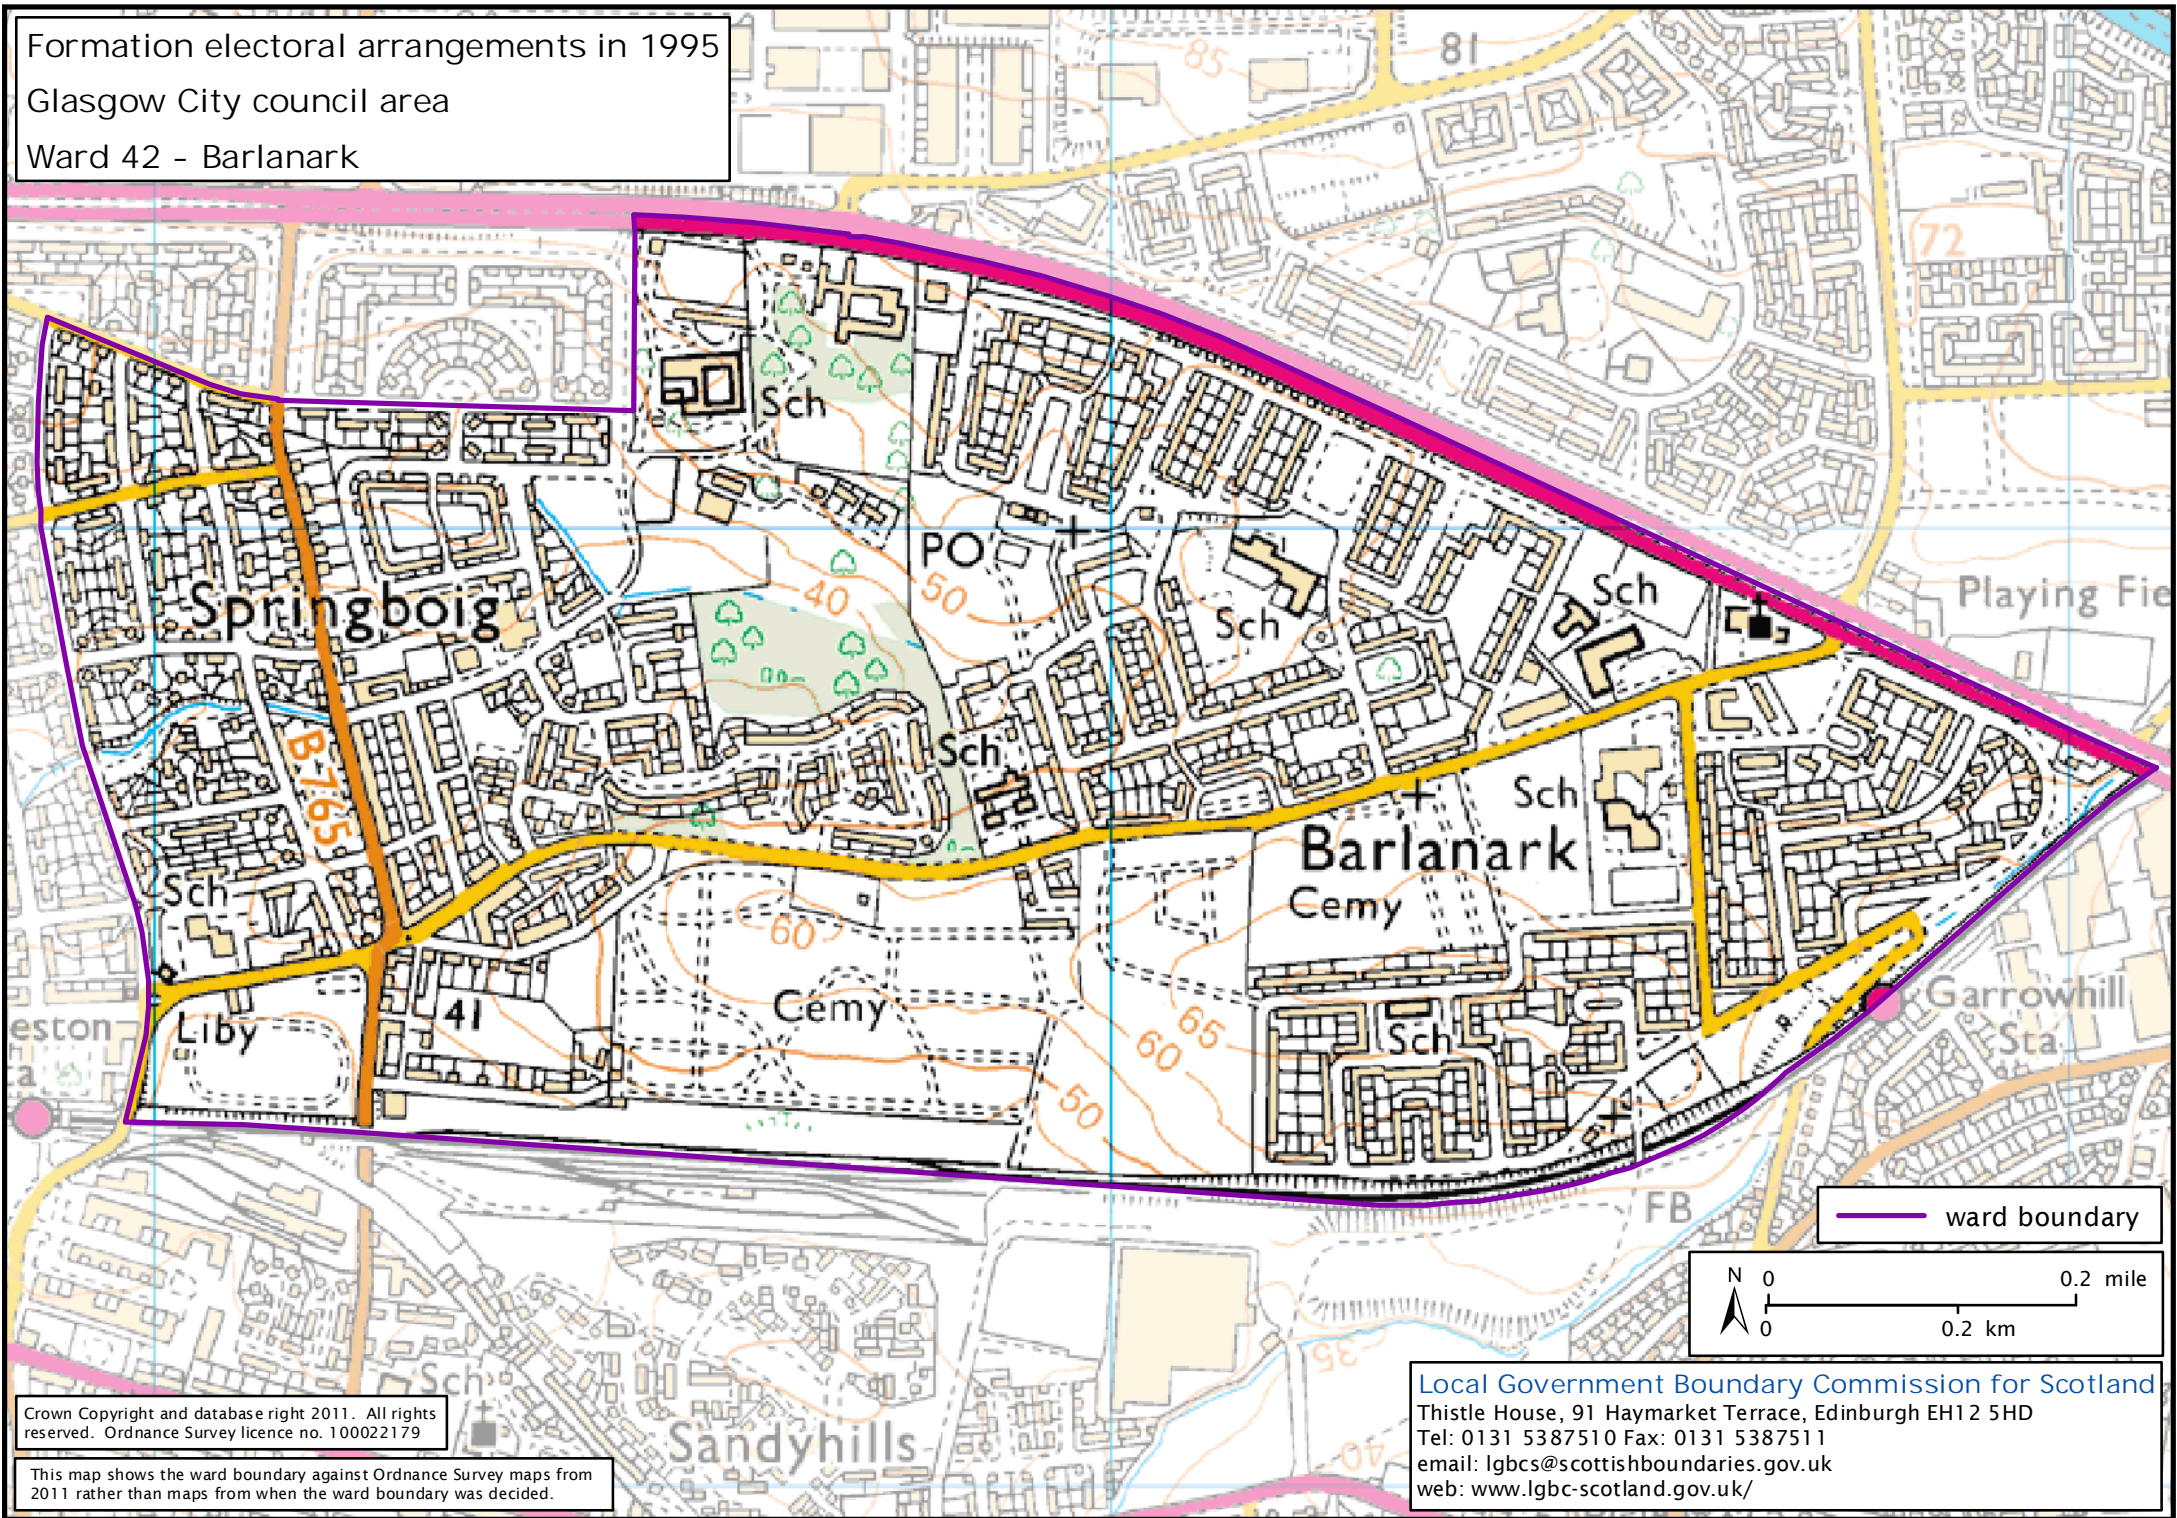 Formation electoral arrangements in 1995
Glasgow City council area
Ward 42 - Barlanark
85
81
72
Sch
PO
40
50
Springboig
Sch
Sch
Playing Fie
B 765
Sch
Sch
Barlanark
Cemy
Sch
60
Cemy
41
Liby
eston
a
65
60
50
Sch
Garrowhill
Sta
FB
ward boundary
N 0 0.2 mile
0 0.2 km
35
40
Sch
Sandyhills
Crown Copyright and database right 2011. All rights
reserved. Ordnance Survey licence no. 100022179
This map shows the ward boundary against Ordnance Survey maps from
2011 rather than maps from when the ward boundary was decided.
Local Government Boundary Commission for Scotland
Thistle House, 91 Haymarket Terrace, Edinburgh EH12 5HD
Tel: 0131 5387510 Fax: 0131 5387511
email: lgbcs@scottishboundaries.gov.uk
web: www.lgbc-scotland.gov.uk/